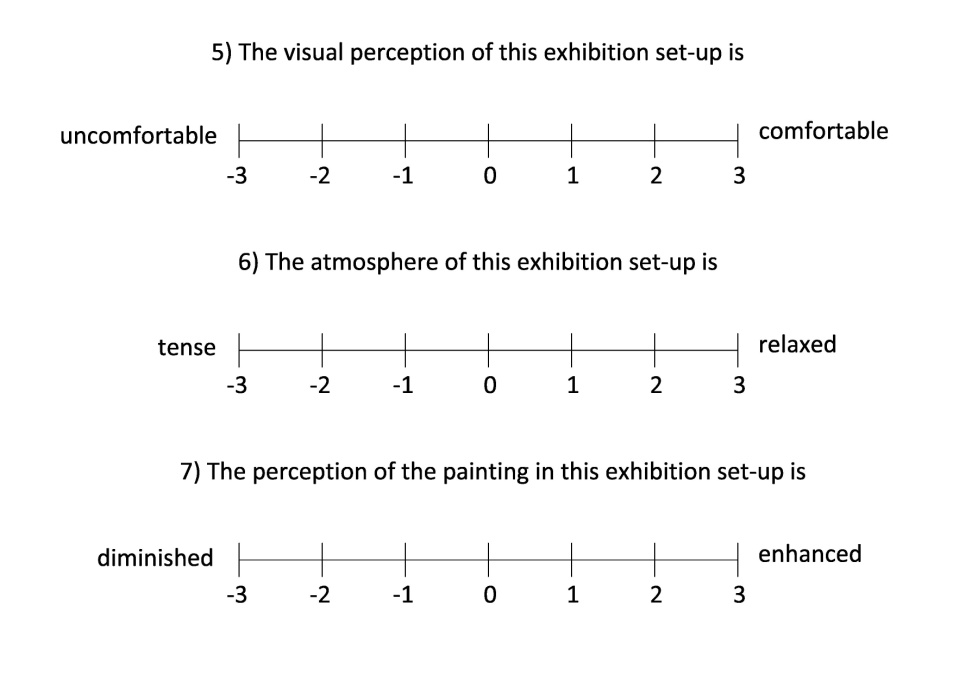 5) The visual perception of this exhibition set-up is
uncomfortable comfortable
-3 -2 -1 0 1 2 3
6) The atmosphere of this exhibition set-up is
tense relaxed
-3 -2 -1 0 1 2 3
7) The perception of the painting in this exhibition set-up is
diminished enhanced
-3 -2 -1 0 1 2 3